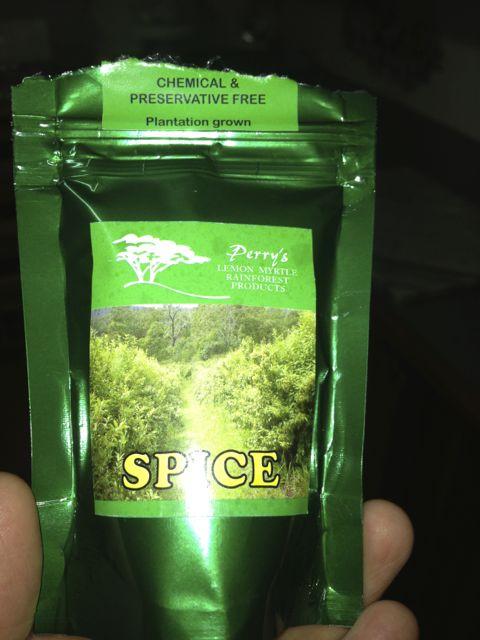 CHEMICAL &
PRESERVATIVE FREE
Plantation grown
Perry's
LEMON MYRTLE
RAINFOREST
PRODUCTS
SPICE